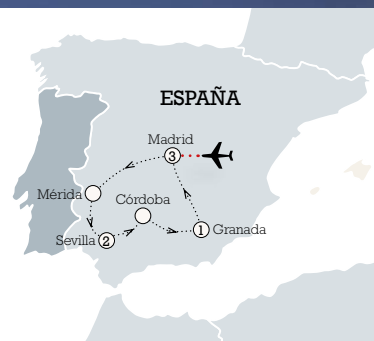 ESPAÑA
Madrid
3
Mérida
Córdoba
Sevilla 2
1 Granada